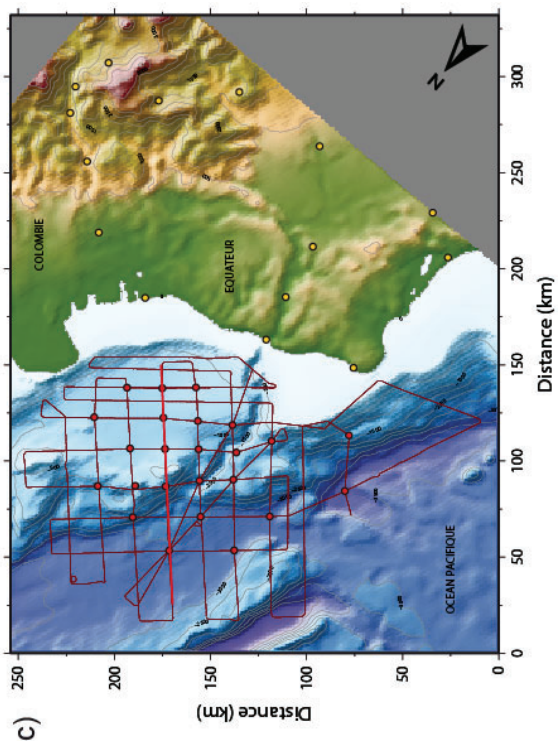 c)
COLOMBIE
EQUATEUR
OCEAN PACIFIQUE
N
250
200
150
100
50
0
Distance (km)
0
50
100
150
200
250
300
Distance (km)